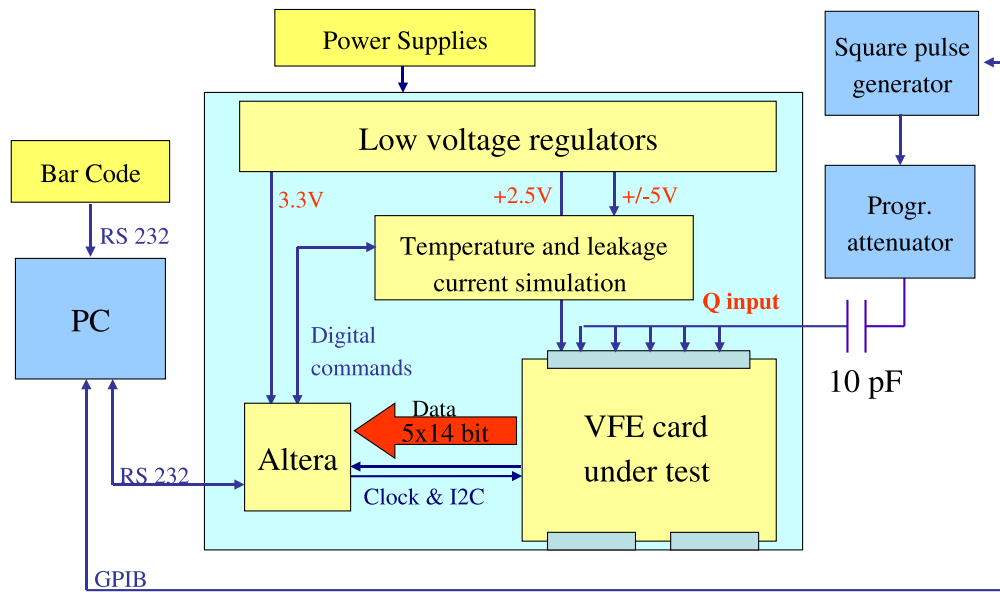 Power Supplies
Square pulse
generator
Low voltage regulators
Bar Code
3.3V
+2.5V
+/-5V
Progr.
attenuator
RS 232
Temperature and leakage
current simulation
Q input
PC
Digital
commands
10 pF
Data
5x14 bit
VFE card
under test
Altera
RS 232
Clock & I2C
GPIB